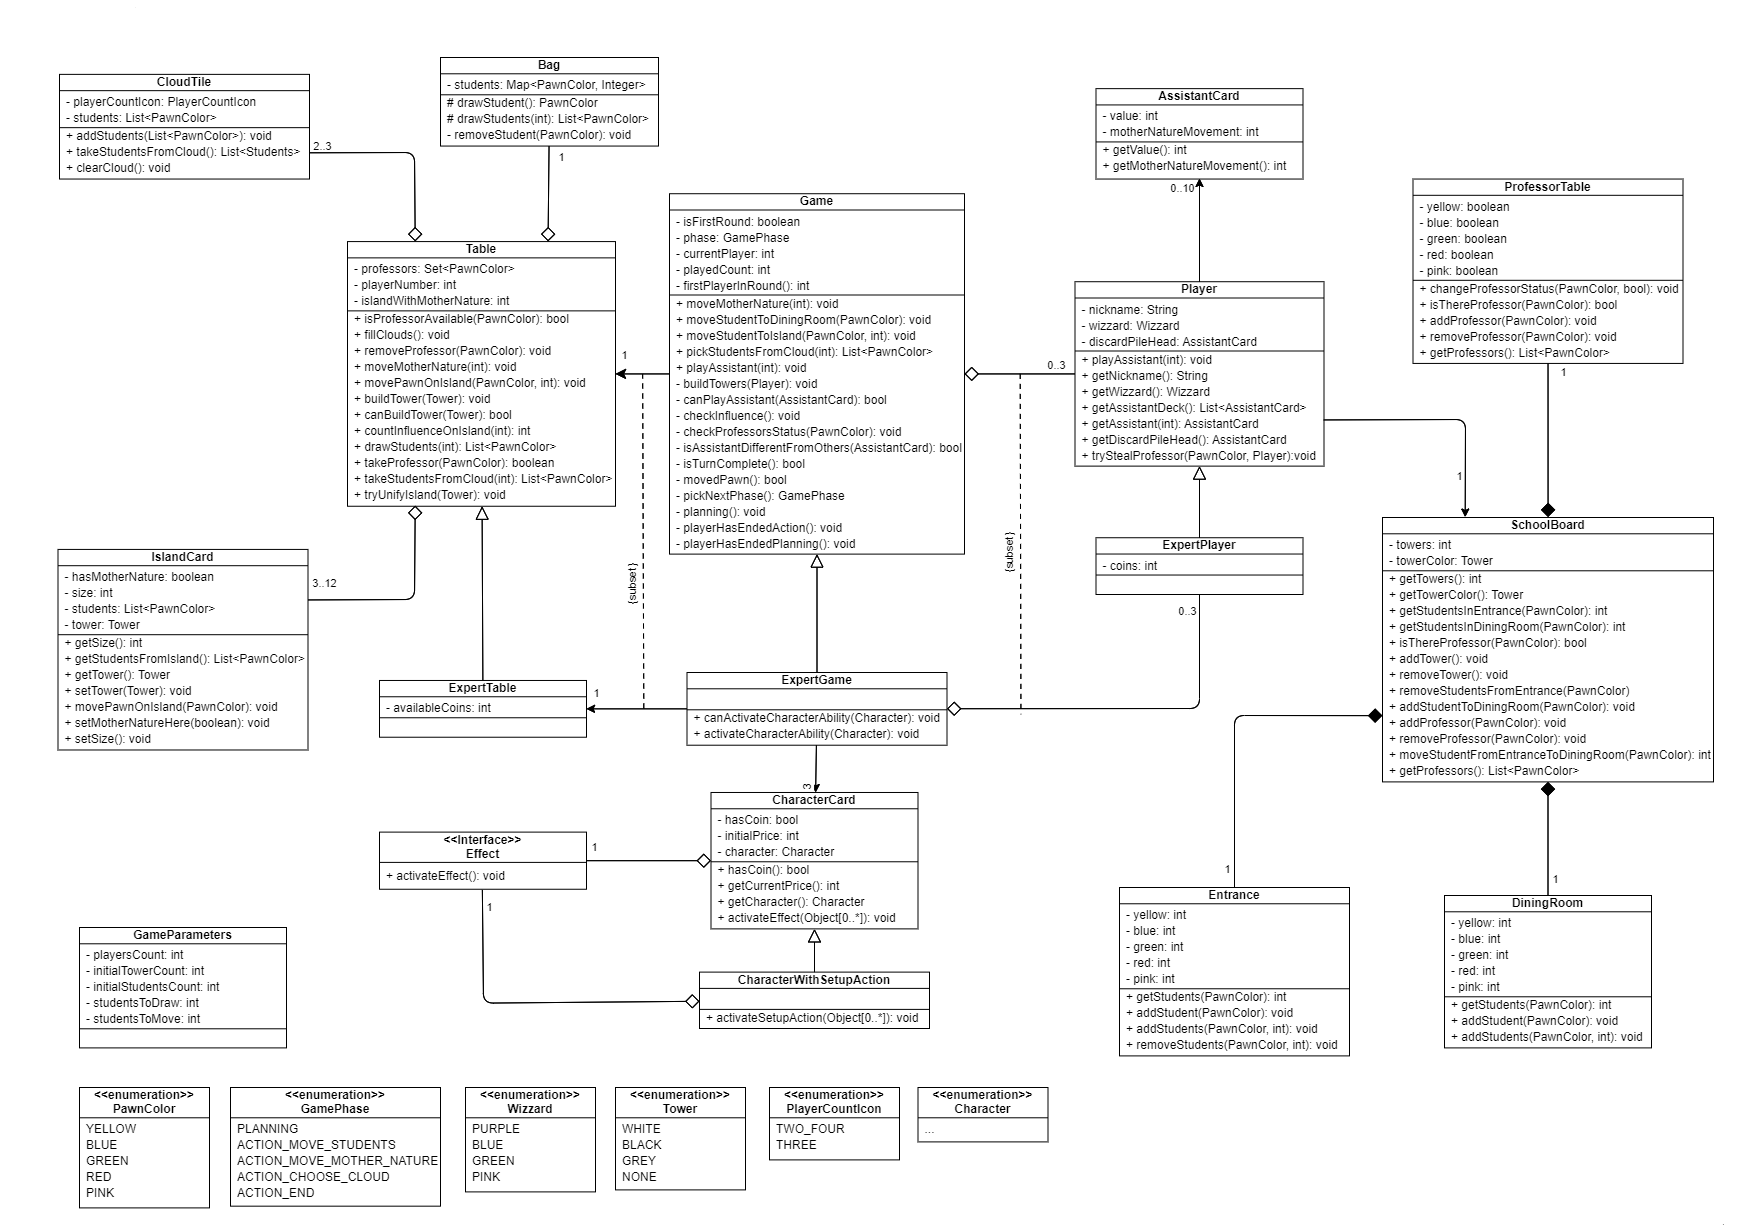 CloudTile
- playerCountIcon: PlayerCountIcon
- students: List<PawnColor>
+ addStudents(List<PawnColor>): void
+ takeStudentsFromCloud(): List<Students>
+ clearCloud(): void
2..3
Bag
- students: Map<PawnColor, Integer>
# drawStudent(): PawnColor
# drawStudents(int): List<PawnColor>
- removeStudent(PawnColor): void
1
Table
- professors: Set<PawnColor>
- playerNumber: int
- islandWithMotherNature: int
+ isProfessorAvailable(PawnColor): bool
+ fillClouds(): void
+ removeProfessor(PawnColor): void
+ moveMotherNature(int): void
+ movePawnOnIsland(PawnColor, int): void
+ buildTower(Tower): void
+ canBuildTower(Tower): bool
+ countInfluenceOnIsland(int): int
+ drawStudents(int): List<PawnColor>
+ takeProfessor(PawnColor): boolean
+ takeStudentsFromCloud(int): List<PawnColor>
+ tryUnifyIsland(Tower): void
1
Game
- isFirstRound: boolean
- phase: GamePhase
- currentPlayer: int
- playedCount: int
- firstPlayerInRound(): int
+ moveMotherNature(int): void
+ moveStudentToDiningRoom(PawnColor): void
+ moveStudentToIsland(PawnColor, int): void
+ pickStudentsFromCloud(int): List<PawnColor>
+ playAssistant(int): void
- buildTowers(Player): void
- canPlayAssistant(AssistantCard): bool
- checkInfluence(): void
- checkProfessorsStatus(PawnColor): void
- isAssistantDifferentFromOthers(AssistantCard): bool
- isTurnComplete(): bool
- movedPawn(): bool
- pickNextPhase(): GamePhase
- planning(): void
- playerHasEndedAction(): void
- playerHasEndedPlanning(): void
0..3
AssistantCard
- value: int
- motherNatureMovement: int
+ getValue(): int
+ getMotherNatureMovement(): int
0..10
Player
- nickname: String
- wizzard: Wizzard
- discardPileHead: AssistantCard
+ playAssistant(int): void
+ getNickname(): String
+ getWizzard(): Wizzard
+ getAssistantDeck(): List<AssistantCard>
+ getAssistant(int): AssistantCard
+ getDiscardPileHead(): AssistantCard
+ tryStealProfessor(PawnColor, Player):void
1
ProfessorTable
- yellow: boolean
- blue: boolean
- green: boolean
- red: boolean
- pink: boolean
+ changeProfessorStatus(PawnColor, bool): void
+ isThereProfessor(PawnColor): bool
+ addProfessor(PawnColor): void
+ removeProfessor(PawnColor): void
+ getProfessors(): List<PawnColor>
1
SchoolBoard
- towers: int
- towerColor: Tower
+ getTowers(): int
+ getTowerColor(): Tower
+ getStudentsInEntrance(PawnColor): int
+ getStudentsInDiningRoom(PawnColor): int
+ isThereProfessor(PawnColor): bool
+ addTower(): void
+ removeTower(): void
+ removeStudentsFromEntrance(PawnColor)
+ addStudentToDiningRoom(PawnColor): void
+ addProfessor(PawnColor): void
+ removeProfessor(PawnColor): void
+ moveStudentFromEntranceToDiningRoom(PawnColor): int
+ getProfessors(): List<PawnColor>
IslandCard
- hasMotherNature: boolean
- size: int
- students: List<PawnColor>
- tower: Tower
+ getSize(): int
+ getStudentsFromIsland(): List<PawnColor>
+ getTower(): Tower
+ setTower(Tower): void
+ movePawnOnIsland(PawnColor): void
+ setMotherNatureHere(boolean): void
+ setSize(): void
3..12
{subset}
{subset}
ExpertPlayer
- coins: int
0..3
ExpertTable
- availableCoins: int
1
ExpertGame
+ canActivateCharacterAbility(Character): void
+ activateCharacterAbility(Character): void
3
CharacterCard
- hasCoin: bool
- initialPrice: int
- character: Character
+ hasCoin(): bool
+ getCurrentPrice(): int
+ getCharacter(): Character
+ activateEffect(Object[0..*]): void
<<Interface>>
Effect
+ activateEffect(): void
1
1
CharacterWithSetupAction
+ activateSetupAction(Object[0..*]): void
1
Entrance
- yellow: int
- blue: int
- green: int
- red: int
- pink: int
+ getStudents(PawnColor): int
+ addStudent(PawnColor): void
+ addStudents(PawnColor, int): void
+ removeStudents(PawnColor, int): void
1
DiningRoom
- yellow: int
- blue: int
- green: int
- red: int
- pink: int
+ getStudents(PawnColor): int
+ addStudent(PawnColor): void
+ addStudents(PawnColor, int): void
GameParameters
- playersCount: int
- initialTowerCount: int
- initialStudentsCount: int
- studentsToDraw: int
- studentsToMove: int
<<enumeration>>
PawnColor
YELLOW
BLUE
GREEN
RED
PINK
<<enumeration>>
GamePhase
PLANNING
ACTION_MOVE_STUDENTS
ACTION_MOVE_MOTHER_NATURE
ACTION_CHOOSE_CLOUD
ACTION_END
<<enumeration>>
Wizzard
PURPLE
BLUE
GREEN
PINK
<<enumeration>>
Tower
WHITE
BLACK
GREY
NONE
<<enumeration>>
PlayerCountIcon
TWO_FOUR
THREE
<<enumeration>>
Character
...